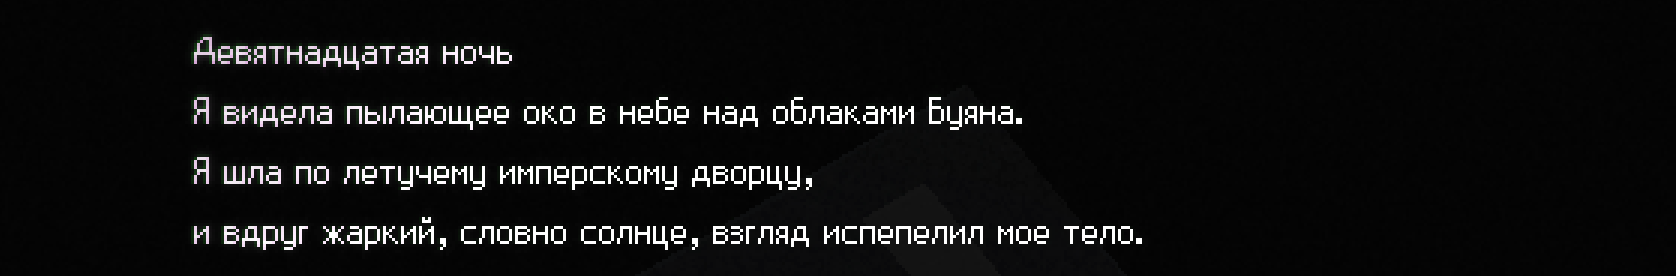 Девятнадцатая ночь
Я видела пылающее око в небе над облаками Буяна.
Я шла по летучему имперскому дворцу,
и вдруг жаркий, словно солнце, взгляд испепелил мое тело.